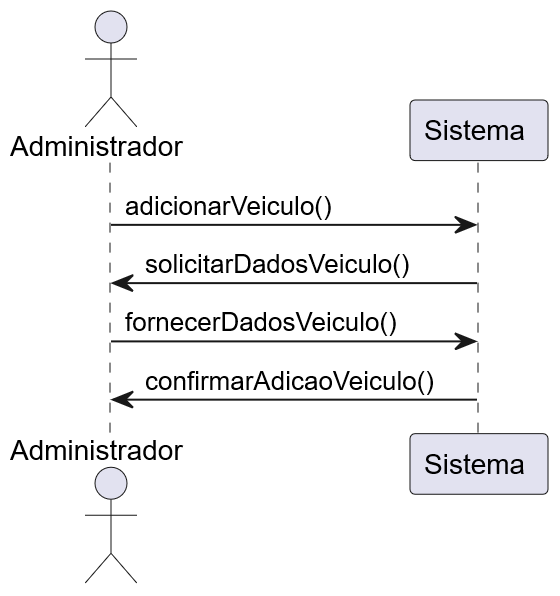 Administrador
Sistema
adicionarVeiculo()
solicitarDadosVeiculo()
fornecerDadosVeiculo()
confirmarAdicaoVeiculo()
Administrador
Sistema